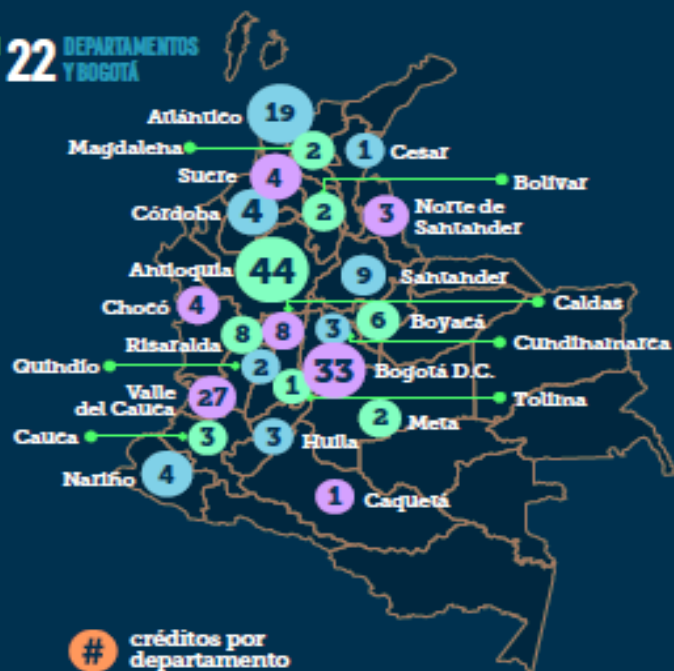 22 DEPARTAMENTOS
Y BOGOTÁ
Atlántico 19
Magdalena 2
1 Cesar
Sucre 4
2 Bolívar
Córdoba 4
3 Norte de
Santander
Antioquia 44
9 Santander
Chocó 4
8 Caldas
Risaralda 8
6 Boyacá
3 Cundinamarca
Quindío 2
33 Bogotá D.C.
Valle
del Cauca 27
1 Tolima
2 Meta
Cauca 3
3 Huila
Nariño 4
1 Caquetá
# créditos por
departamento